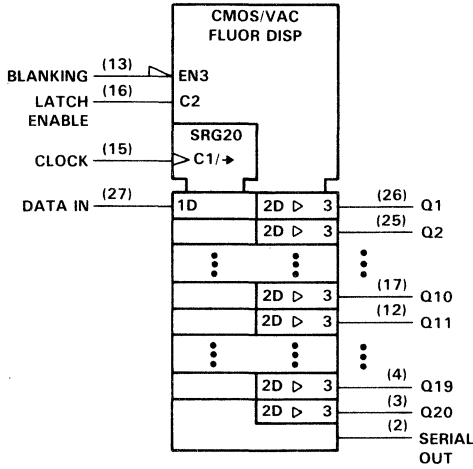 CMOS/VAC
FLUOR DISP
BLANKING (13) EN3
LATCH (16) C2
ENABLE
SRG20
CLOCK (15) C1/→
DATA IN (27) 1D 2D ▷ 3 (26) Q1
2D ▷ 3 (25) Q2
2D ▷ 3 (17) Q10
2D ▷ 3 (12) Q11
2D ▷ 3 (4) Q19
2D ▷ 3 (3) Q20
(2) SERIAL
OUT